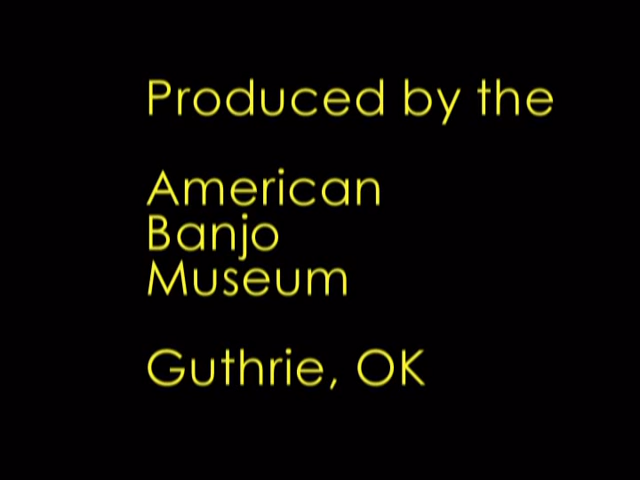 Produced by the
American
Banjo
Museum
Guthrie, OK